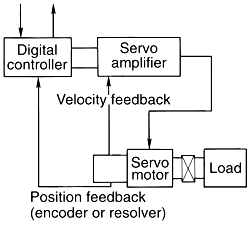 Digital
controller
Servo
amplifier
Velocity feedback
Servo
motor
Load
Position feedback
(encoder or resolver)